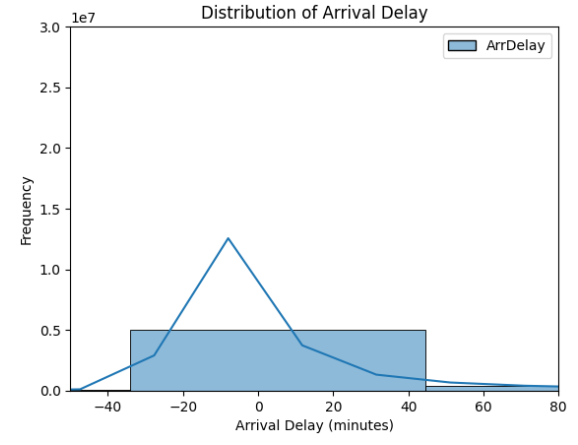 Distribution of Arrival Delay
1e7
ArrDelay
3.0
2.5
2.0
1.5
1.0
0.5
0.0
Frequency
−40 −20 0 20 40 60 80
Arrival Delay (minutes)